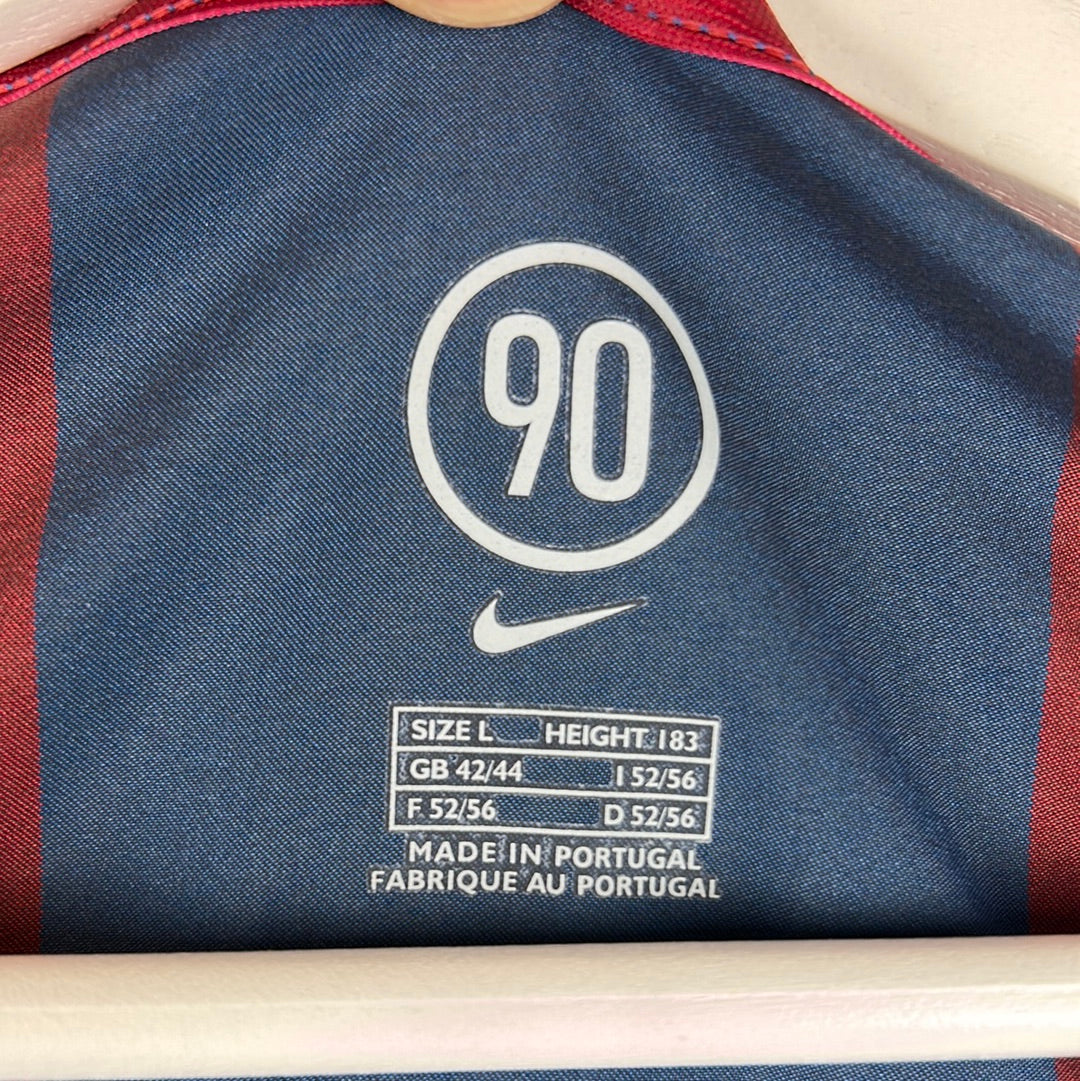 90
SIZE L HEIGHT 183
GB 42/44 I 52/56
F 52/56 D 52/56
MADE IN PORTUGAL
FABRIQUE AU PORTUGAL